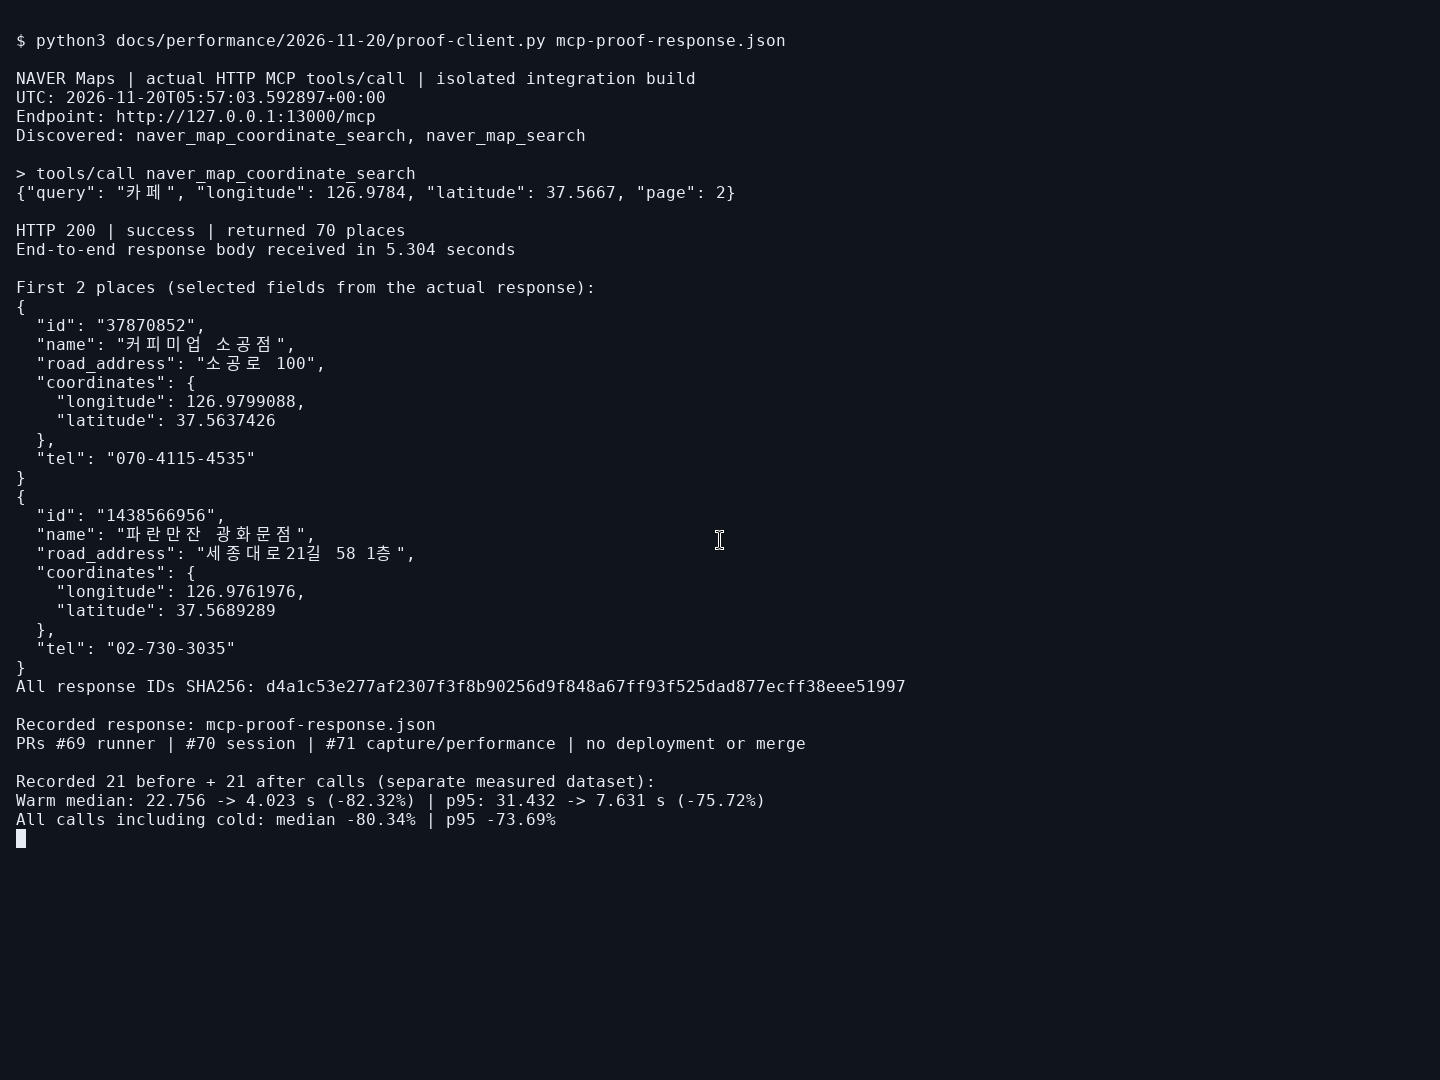 $ python3 docs/performance/2026-11-20/proof-client.py mcp-proof-response.json
NAVER Maps | actual HTTP MCP tools/call | isolated integration build
UTC: 2026-11-20T05:57:03.592897+00:00
Endpoint: http://127.0.0.1:13000/mcp
Discovered: naver_map_coordinate_search, naver_map_search
> tools/call naver_map_coordinate_search
{"query": "카페", "longitude": 126.9784, "latitude": 37.5667, "page": 2}
HTTP 200 | success | returned 70 places
End-to-end response body received in 5.304 seconds
First 2 places (selected fields from the actual response):
{
  "id": "37870852",
  "name": "커피미업 소공점",
  "road_address": "소공로 100",
  "coordinates": {
    "longitude": 126.9799088,
    "latitude": 37.5637426
  },
  "tel": "070-4115-4535"
}
{
  "id": "1438566956",
  "name": "파란만잔 광화문점",
  "road_address": "세종대로21길 58 1층",
  "coordinates": {
    "longitude": 126.9761976,
    "latitude": 37.5689289
  },
  "tel": "02-730-3035"
}
All response IDs SHA256: d4a1c53e277af2307f3f8b90256d9f848a67ff93f525dad877ecff38eee51997
Recorded response: mcp-proof-response.json
PRs #69 runner | #70 session | #71 capture/performance | no deployment or merge
Recorded 21 before + 21 after calls (separate measured dataset):
Warm median: 22.756 -> 4.023 s (-82.32%) | p95: 31.432 -> 7.631 s (-75.72%)
All calls including cold: median -80.34% | p95 -73.69%